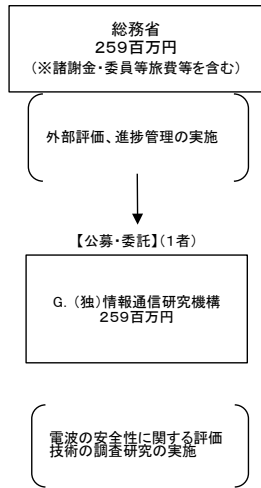 総務省
259百万円
(※諸謝金・委員等旅費等を含む)
外部評価、進捗管理の実施
【公募・委託】(1者)
G. (独)情報通信研究機構
259百万円
電波の安全性に関する評価
技術の調査研究の実施